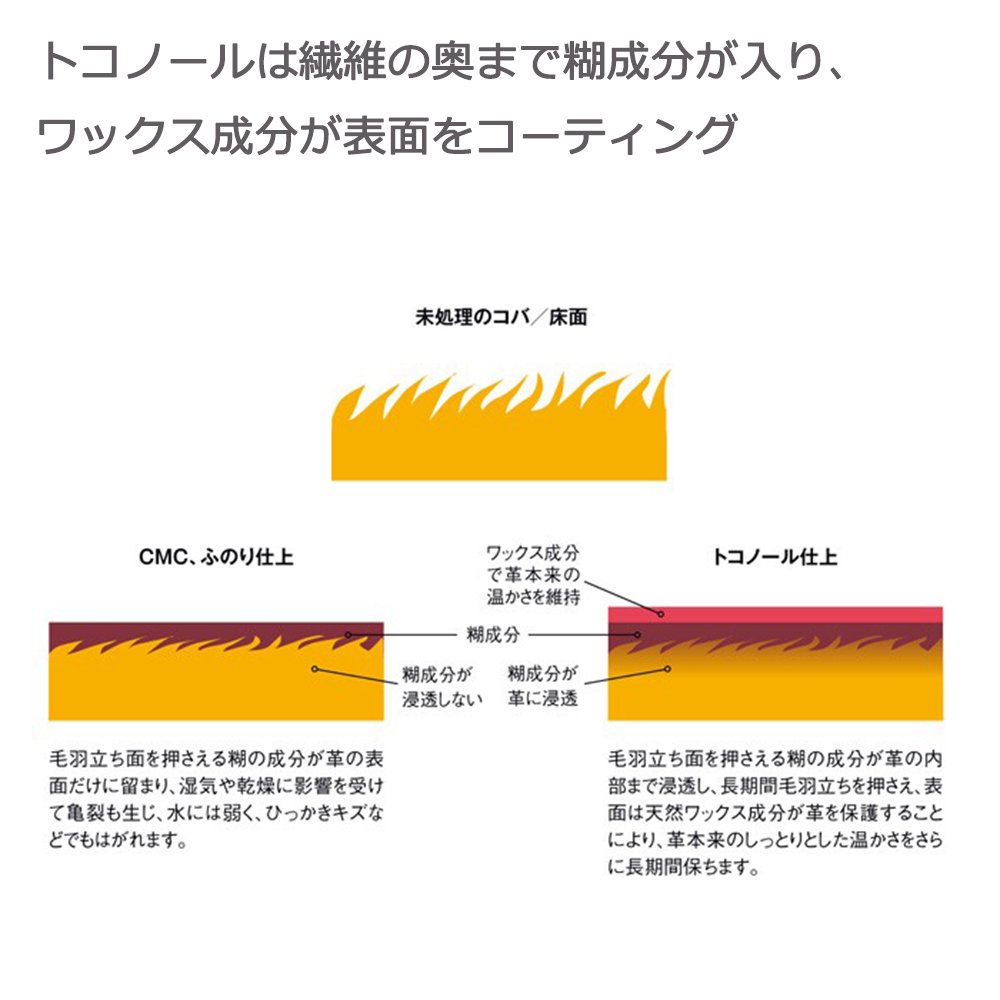 トコノールは繊維の奥まで糊成分が入り、
ワックス成分が表面をコーティング
未処理のコバ／床面
CMC、ふのり仕上
ワックス成分
で革本来の
温かさを維持
トコノール仕上
糊成分
糊成分が
浸透しない
糊成分が
革に浸透
毛羽立ち面を押さえる糊の成分が革の表
面だけに留まり、湿気や乾燥に影響を受け
て亀裂も生じ、水には弱く、ひっかきキズな
どでもはがれます。
毛羽立ち面を押さえる糊の成分が革の内
部まで浸透し、長期間毛羽立ちを押さえ、表
面は天然ワックス成分が革を保護すること
により、革本来のしっとりとした温かさをさら
に長期間保ちます。